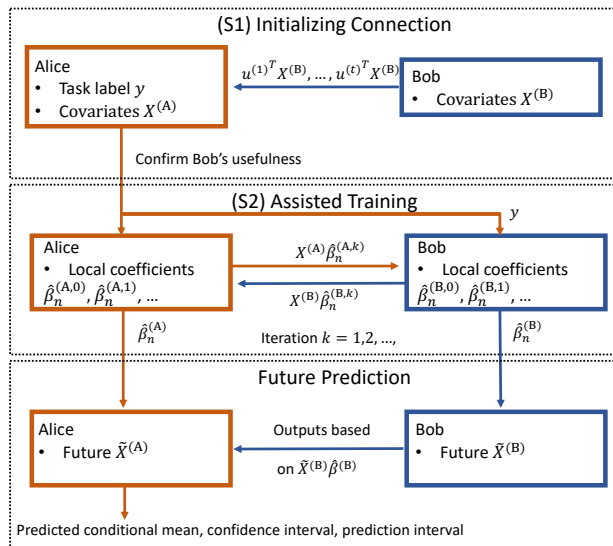 (S1) Initializing Connection
Alice
• Task label y
• Covariates X^(A)
u^(1)^T X^(B), … , u^(t)^T X^(B)
Bob
• Covariates X^(B)
Confirm Bob's usefulness
(S2) Assisted Training
y
Alice
• Local coefficients
β̂_n^(A,0), β̂_n^(A,1), …
X^(A) β̂_n^(A,k)
X^(B) β̂_n^(B,k)
Bob
• Local coefficients
β̂_n^(B,0), β̂_n^(B,1), …
β̂_n^(A)
Iteration k = 1,2, …,
β̂_n^(B)
Future Prediction
Alice
• Future X̃^(A)
Outputs based
on X̃^(B) β̂^(B)
Bob
• Future X̃^(B)
Predicted conditional mean, confidence interval, prediction interval